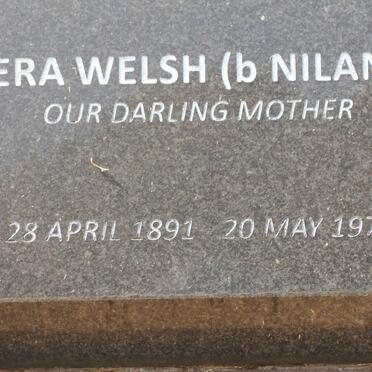 ERA WELSH (b NILAN
OUR DARLING MOTHER
28 APRIL 1891 20 MAY 197